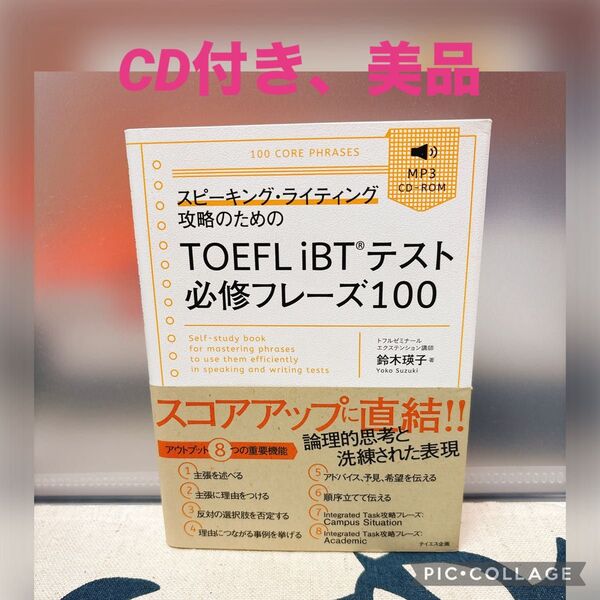 CD付き、美品
100 CORE PHRASES
MP3
CD-ROM
スピーキング・ライティング
攻略のための
TOEFL iBT®テスト
必修フレーズ100
Self-study book
for mastering phrases
to use them efficiently
in speaking and writing tests
トフルゼミナール
エクステンション講師
鈴木瑛子 著
Yoko Suzuki
スコアアップに直結!!
アウトプット8つの重要機能
論理的思考と
洗練された表現
1 主張を述べる
2 主張に理由をつける
3 反対の選択肢を否定する
4 理由につながる事例を挙げる
5 アドバイス、予見、希望を伝える
6 順序立てて伝える
7 Integrated Task攻略フレーズ:
Campus Situation
8 Integrated Task攻略フレーズ:
Academic
テイエス企画
PIC•COLLAGE